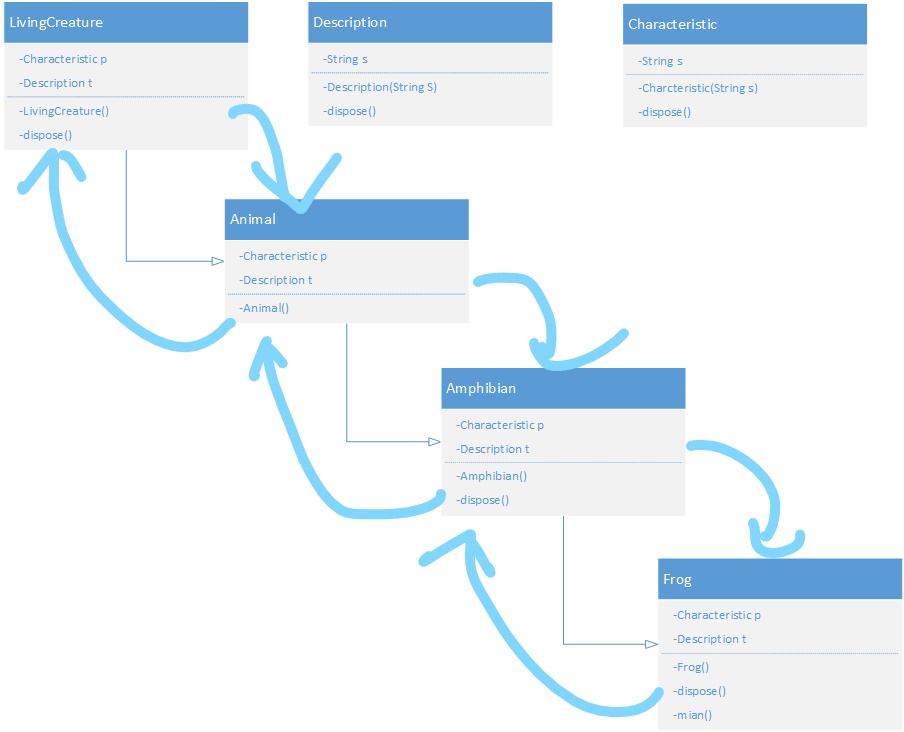 LivingCreature
-Characteristic p
-Description t
-LivingCreature()
-dispose()
Description
-String s
-Description(String S)
-dispose()
Characteristic
-String s
-Charcteristic(String s)
-dispose()
Animal
-Characteristic p
-Description t
-Animal()
Amphibian
-Characteristic p
-Description t
-Amphibian()
-dispose()
Frog
-Characteristic p
-Description t
-Frog()
-dispose()
-mian()